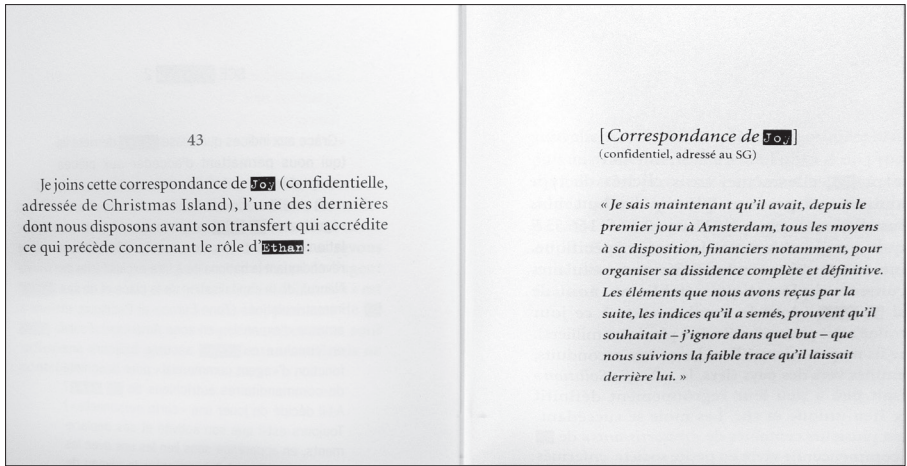 43
Je joins cette correspondance de Joy (confidentielle,
adressée de Christmas Island), l'une des dernières
dont nous disposons avant son transfert qui accrédite
ce qui précède concernant le rôle d'Ethan :
[Correspondance de Joy]
(confidentiel, adressé au SG)
« Je sais maintenant qu'il avait, depuis le
premier jour à Amsterdam, tous les moyens
à sa disposition, financiers notamment, pour
organiser sa dissidence complète et définitive.
Les éléments que nous avons reçus par la
suite, les indices qu'il a semés, prouvent qu'il
souhaitait – j'ignore dans quel but – que
nous suivions la faible trace qu'il laissait
derrière lui. »